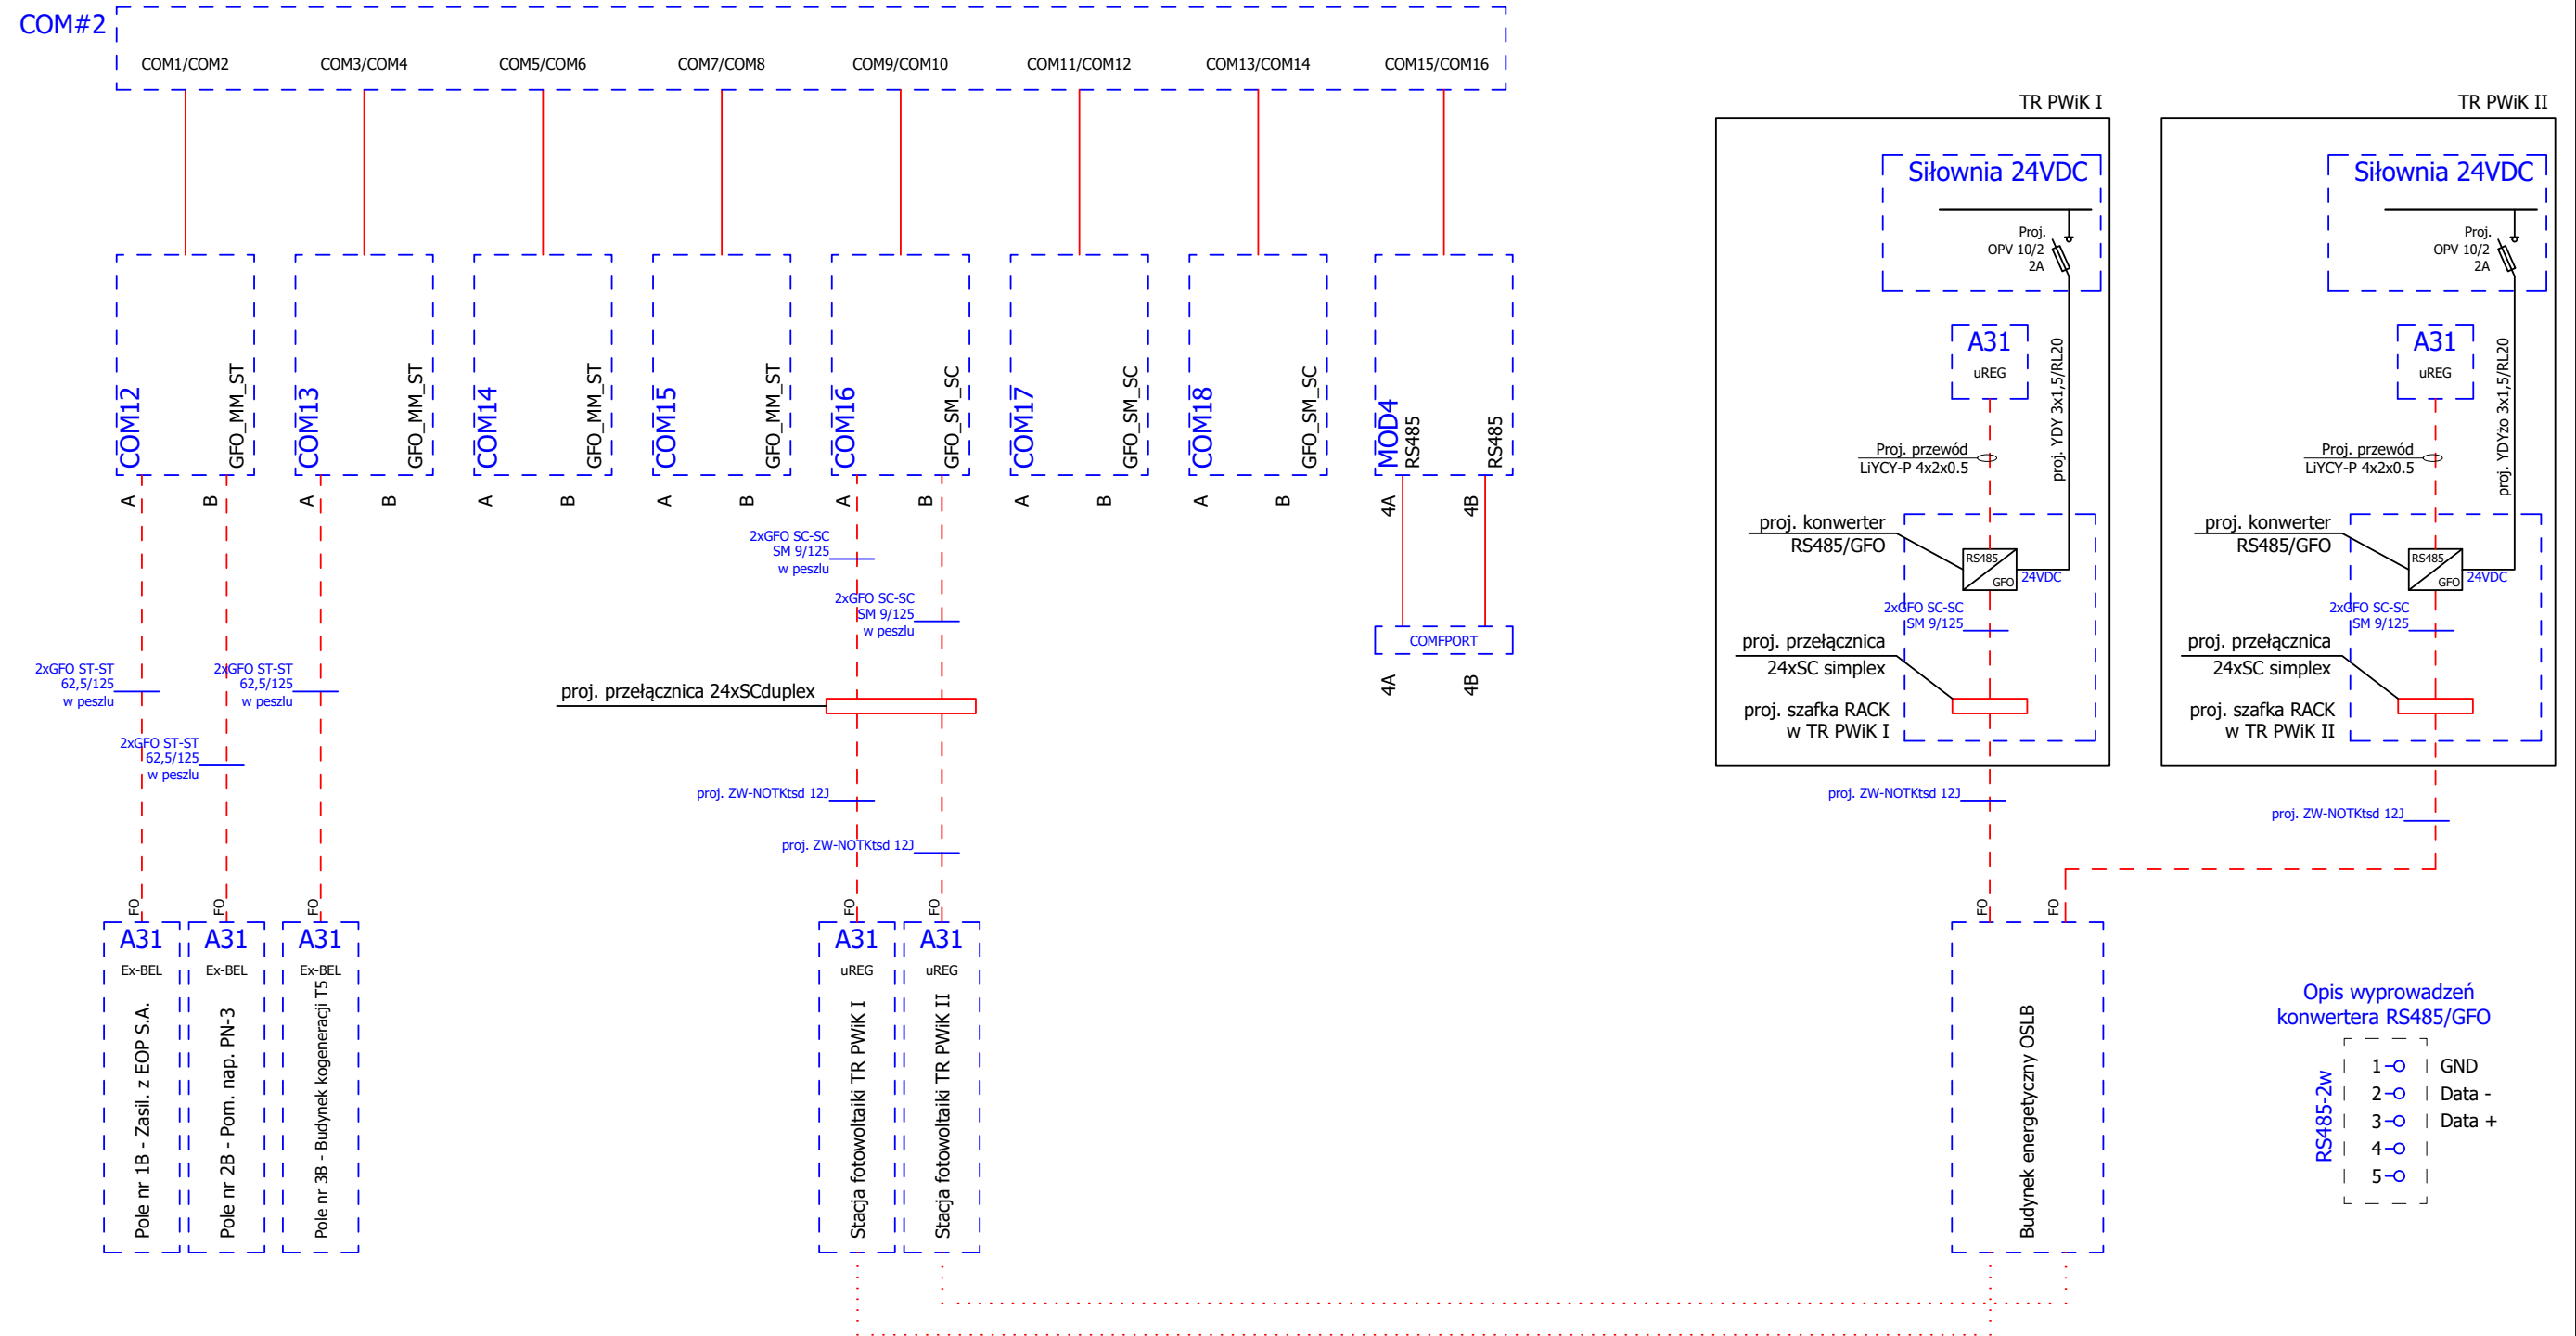 COM#2
COM1/COM2
COM3/COM4
COM5/COM6
COM7/COM8
COM9/COM10
COM11/COM12
COM13/COM14
COM15/COM16
COM12
GFO_MM_ST
COM13
GFO_MM_ST
COM14
GFO_MM_ST
COM15
GFO_MM_ST
COM16
GFO_SM_SC
COM17
GFO_SM_SC
COM18
GFO_SM_SC
MOD4
RS485
RS485
A
B
A
B
A
B
A
B
A
B
A
B
A
B
4A
4B
2xGFO SC-SC
SM 9/125
w peszlu
2xGFO SC-SC
SM 9/125
w peszlu
COMFPORT
4A
4B
2xGFO ST-ST
62,5/125
w peszlu
2xGFO ST-ST
62,5/125
w peszlu
2xGFO ST-ST
62,5/125
w peszlu
proj. przełącznica 24xSCduplex
proj. ZW-NOTKtsd 12J
proj. ZW-NOTKtsd 12J
FO
FO
FO
FO
FO
A31
Ex-BEL
Pole nr 1B - Zasil. z EOP S.A.
A31
Ex-BEL
Pole nr 2B - Pom. nap. PN-3
A31
Ex-BEL
Pole nr 3B - Budynek kogeneracji T5
A31
uREG
Stacja fotowoltaiki TR PWiK I
A31
uREG
Stacja fotowoltaiki TR PWiK II
TR PWiK I
Siłownia 24VDC
Proj.
OPV 10/2
2A
A31
uREG
proj. YDY 3x1,5/RL20
Proj. przewód
LiYCY-P 4x2x0.5
proj. konwerter
RS485/GFO
RS485
GFO
24VDC
2xGFO SC-SC
SM 9/125
proj. przełącznica
24xSC simplex
proj. szafka RACK
w TR PWiK I
proj. ZW-NOTKtsd 12J
TR PWiK II
Siłownia 24VDC
Proj.
OPV 10/2
2A
A31
uREG
proj. YDYżo 3x1,5/RL20
Proj. przewód
LiYCY-P 4x2x0.5
proj. konwerter
RS485/GFO
RS485
GFO
24VDC
2xGFO SC-SC
SM 9/125
proj. przełącznica
24xSC simplex
proj. szafka RACK
w TR PWiK II
proj. ZW-NOTKtsd 12J
FO
FO
Budynek energetyczny OSLB
Opis wyprowadzeń
konwertera RS485/GFO
RS485-2w
1 GND
2 Data -
3 Data +
4
5